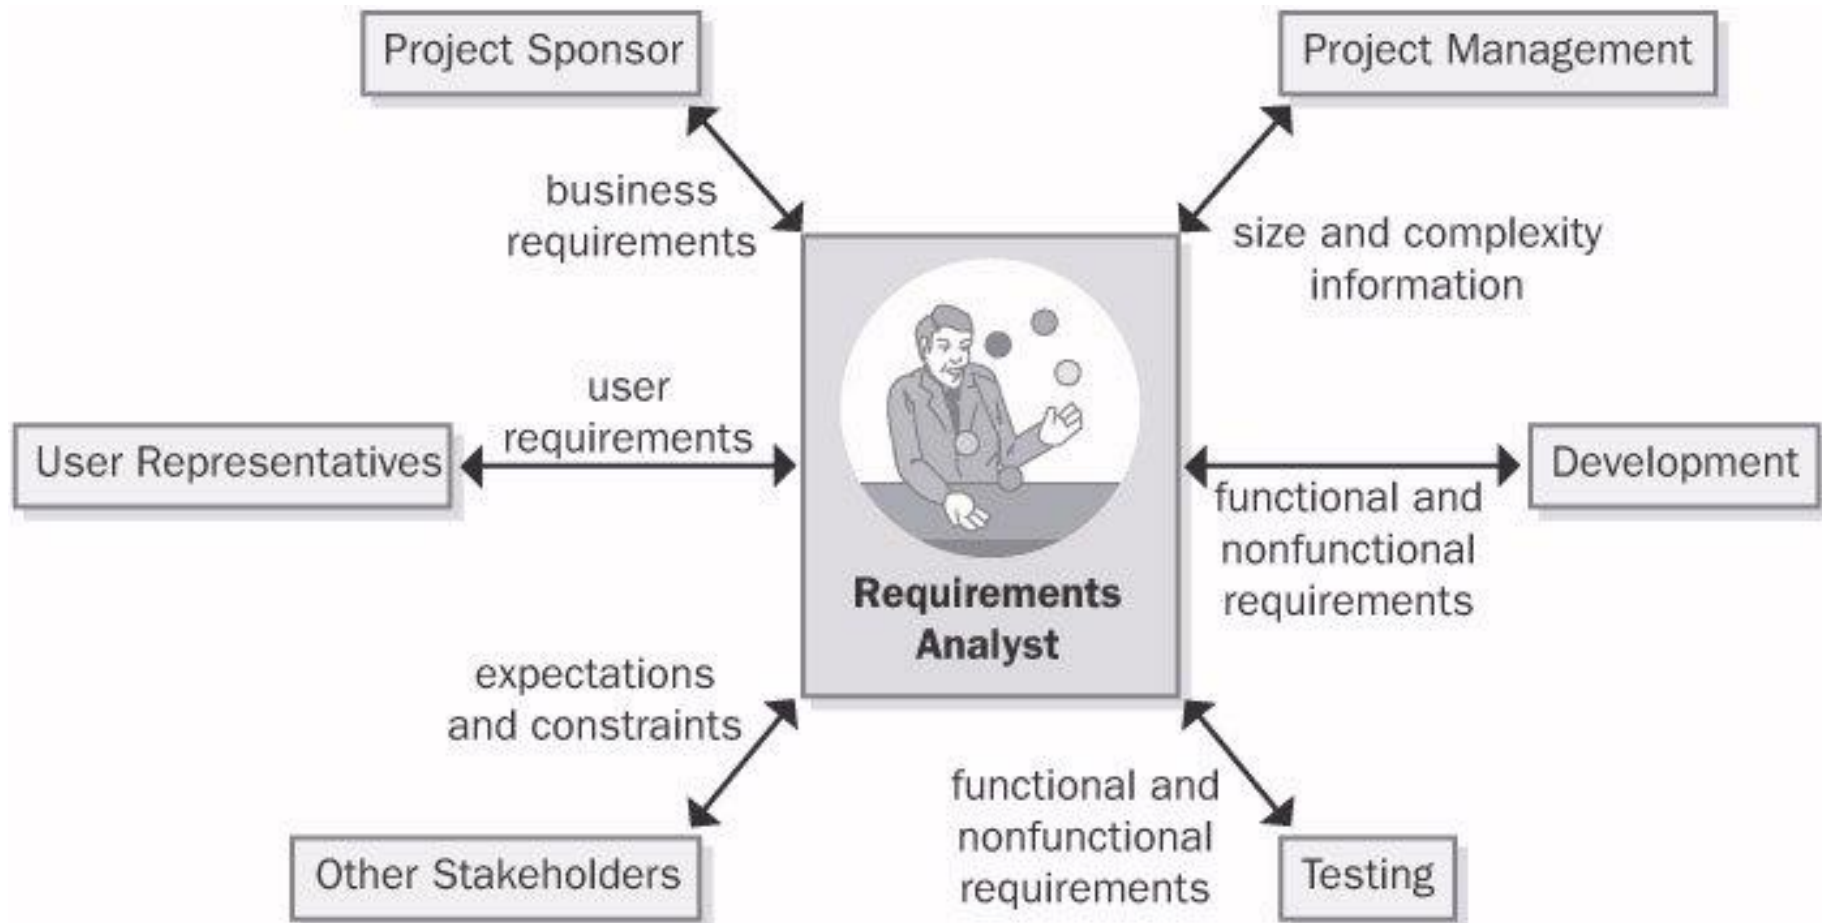 Project Sponsor
Project Management
business
requirements
size and complexity
information
user
requirements
User Representatives
Development
functional and
nonfunctional
requirements
Requirements
Analyst
expectations
and constraints
functional and
nonfunctional
requirements
Other Stakeholders
Testing